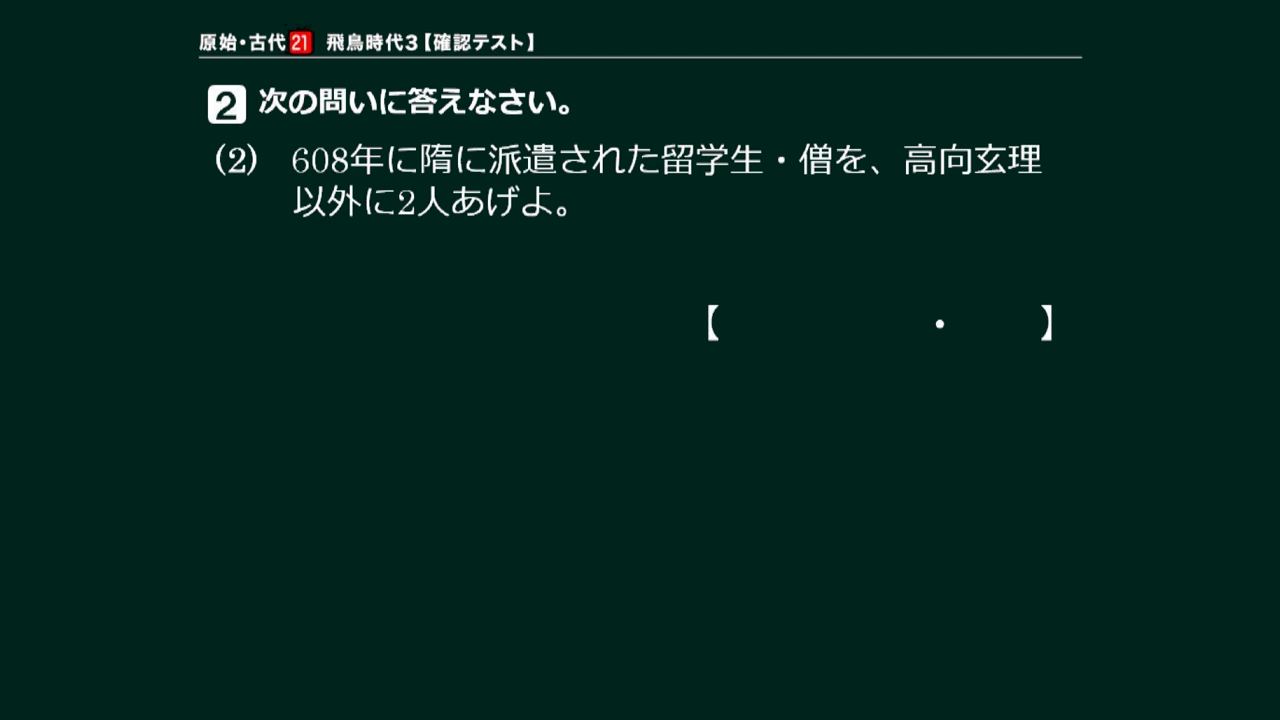 原始・古代21 飛鳥時代3【確認テスト】
2 次の問いに答えなさい。
(2) 608年に隋に派遣された留学生・僧を、高向玄理
以外に2人あげよ。
【 ・ 】